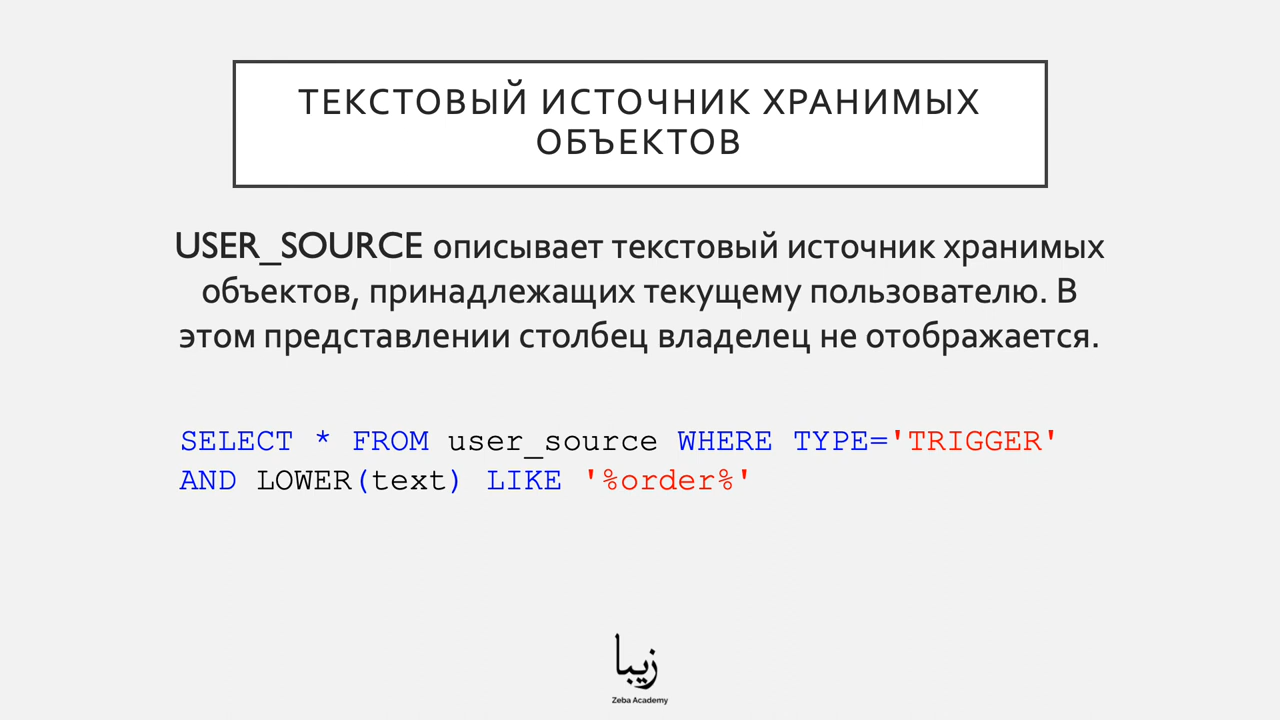 ТЕКСТОВЫЙ ИСТОЧНИК ХРАНИМЫХ
ОБЪЕКТОВ
USER_SOURCE описывает текстовый источник хранимых
объектов, принадлежащих текущему пользователю. В
этом представлении столбец владелец не отображается.
SELECT * FROM user_source WHERE TYPE='TRIGGER'
AND LOWER(text) LIKE '%order%'
زيبا
Zeba Academy